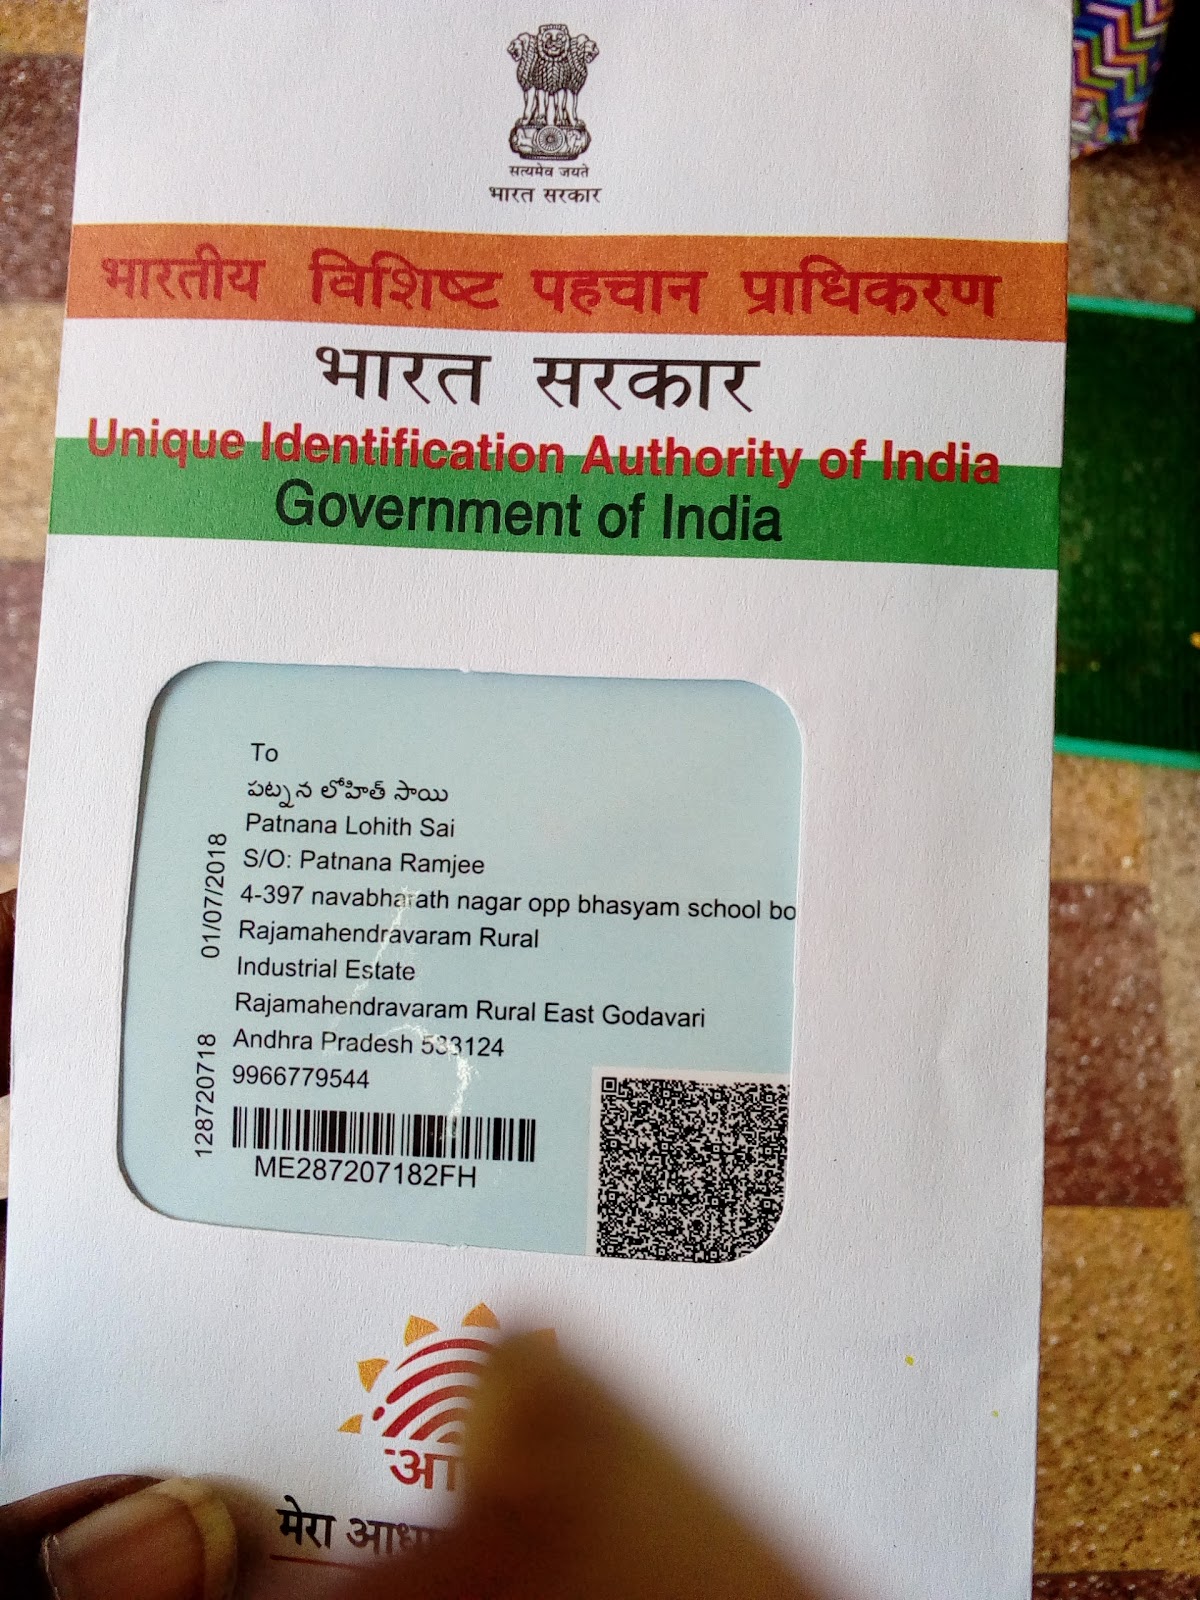 सत्यमेव जयते
भारत सरकार
भारतीय विशिष्ट पहचान प्राधिकरण
भारत सरकार
Unique Identification Authority of India
Government of India
To
పట్నన లోహిత్ సాయి
Patnana Lohith Sai
S/O: Patnana Ramjee
4-397 navabharath nagar opp bhasyam school bo
Rajamahendravaram Rural
Industrial Estate
Rajamahendravaram Rural East Godavari
Andhra Pradesh 533124
9966779544
ME287207182FH
01/07/2018
128720718
मेरा